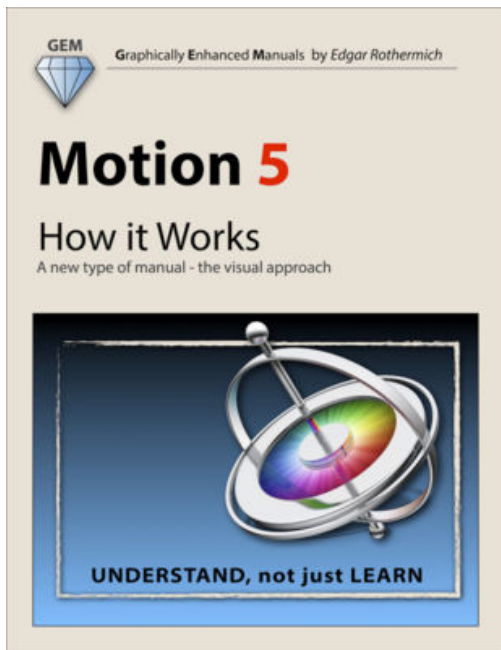 GEM
Graphically Enhanced Manuals by Edgar Rothermich
Motion 5
How it Works
A new type of manual - the visual approach
UNDERSTAND, not just LEARN